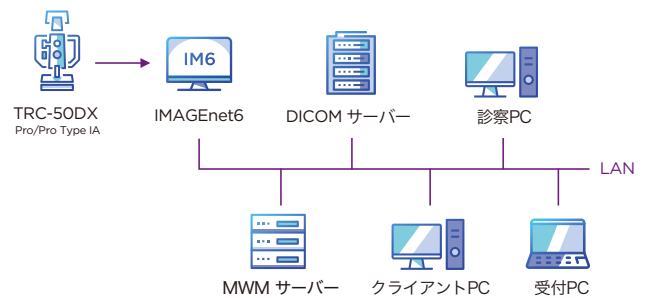 IM6
TRC-50DX
Pro/Pro Type IA
IMAGEnet6
DICOM サーバー
診察PC
LAN
MWM サーバー
クライアントPC
受付PC